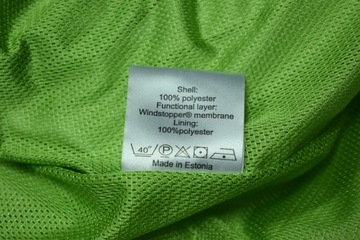 Shell:
100% polyester
Functional layer:
Windstopper® membrane
Lining:
100%polyester
40° P
Made in Estonia